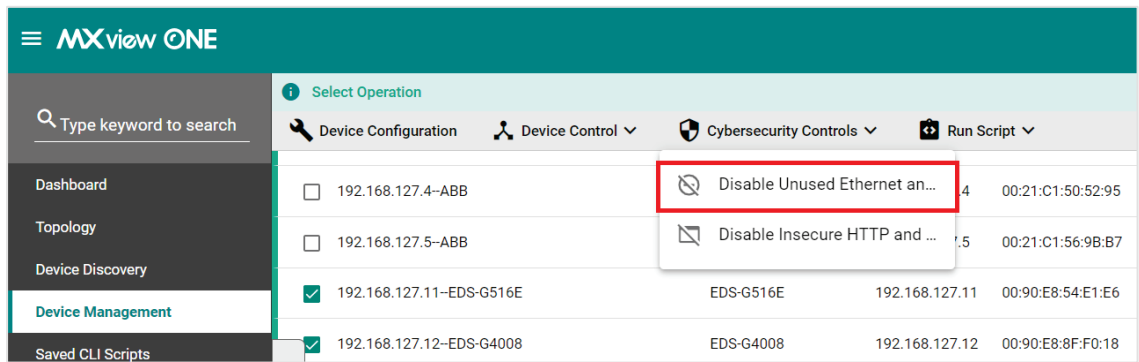 MXview ONE
Type keyword to search
Dashboard
Topology
Device Discovery
Device Management
Saved CLI Scripts
Select Operation
Device Configuration Device Control Cybersecurity Controls Run Script
192.168.127.4--ABB .4 00:21:C1:50:52:95
192.168.127.5--ABB .5 00:21:C1:56:9B:B7
192.168.127.11--EDS-G516E EDS-G516E 192.168.127.11 00:90:E8:54:E1:E6
192.168.127.12--EDS-G4008 EDS-G4008 192.168.127.12 00:90:E8:8F:F0:18
Disable Unused Ethernet an...
Disable Insecure HTTP and ...